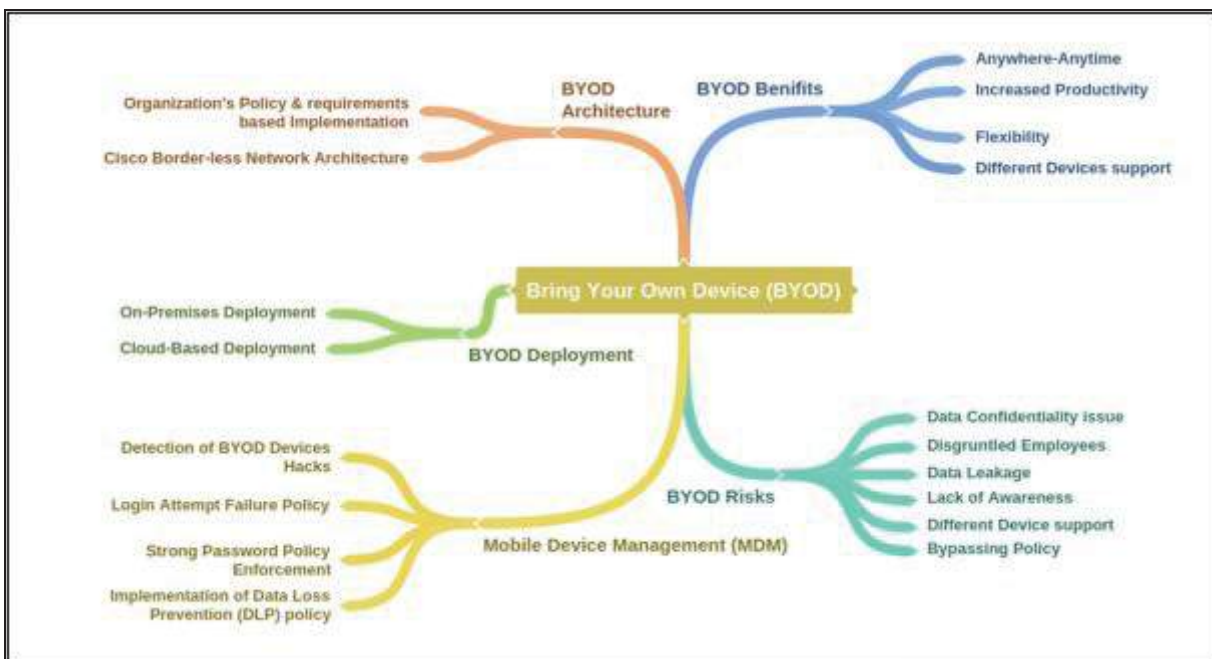 BYOD
Architecture
Organization's Policy & requirements
based Implementation
Cisco Border-less Network Architecture
BYOD Benifits
Anywhere-Anytime
Increased Productivity
Flexibility
Different Devices support
Bring Your Own Device (BYOD)
On-Premises Deployment
Cloud-Based Deployment
BYOD Deployment
Detection of BYOD Devices
Hacks
Login Attempt Failure Policy
Strong Password Policy
Enforcement
Implementation of Data Loss
Prevention (DLP) policy
Mobile Device Management (MDM)
BYOD Risks
Data Confidentiality issue
Disgruntled Employees
Data Leakage
Lack of Awareness
Different Device support
Bypassing Policy